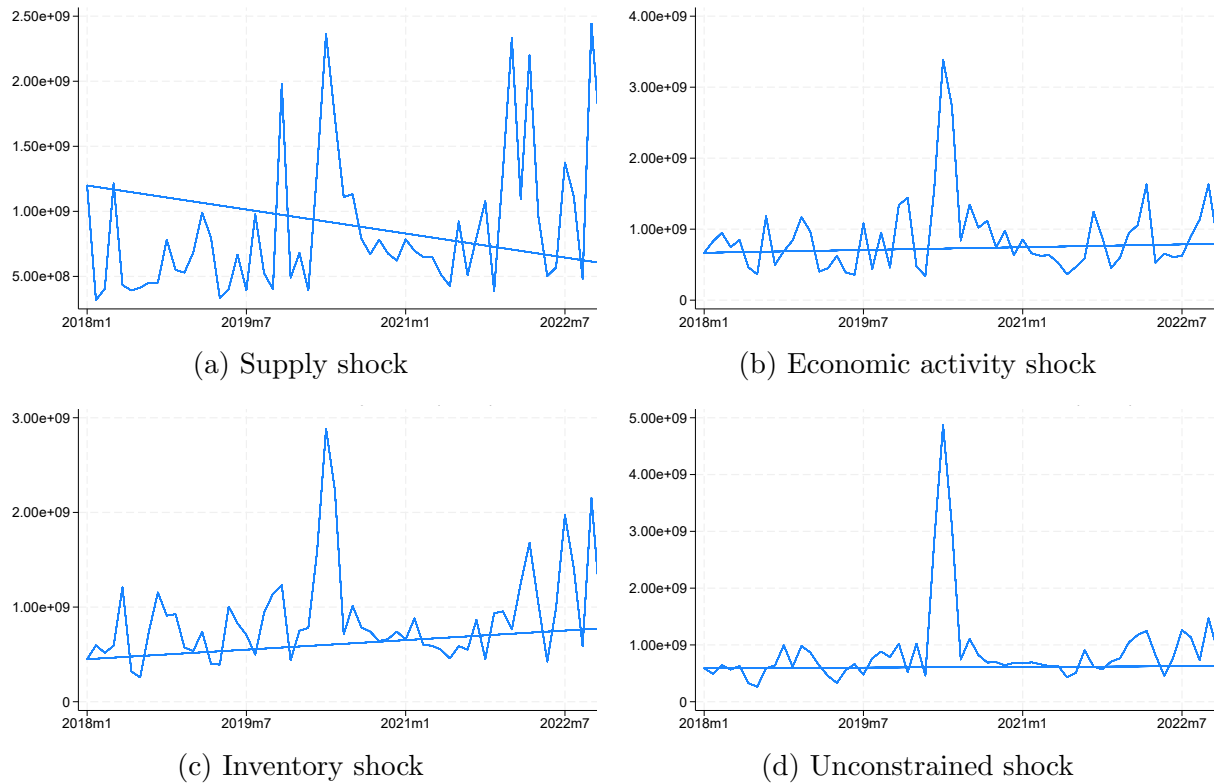 2.50e+09
2.00e+09
1.50e+09
1.00e+09
5.00e+08
2018m1 2019m7 2021m1 2022m7
(a) Supply shock
4.00e+09
3.00e+09
2.00e+09
1.00e+09
0
2018m1 2019m7 2021m1 2022m7
(b) Economic activity shock
3.00e+09
2.00e+09
1.00e+09
0
2018m1 2019m7 2021m1 2022m7
(c) Inventory shock
5.00e+09
4.00e+09
3.00e+09
2.00e+09
1.00e+09
0
2018m1 2019m7 2021m1 2022m7
(d) Unconstrained shock